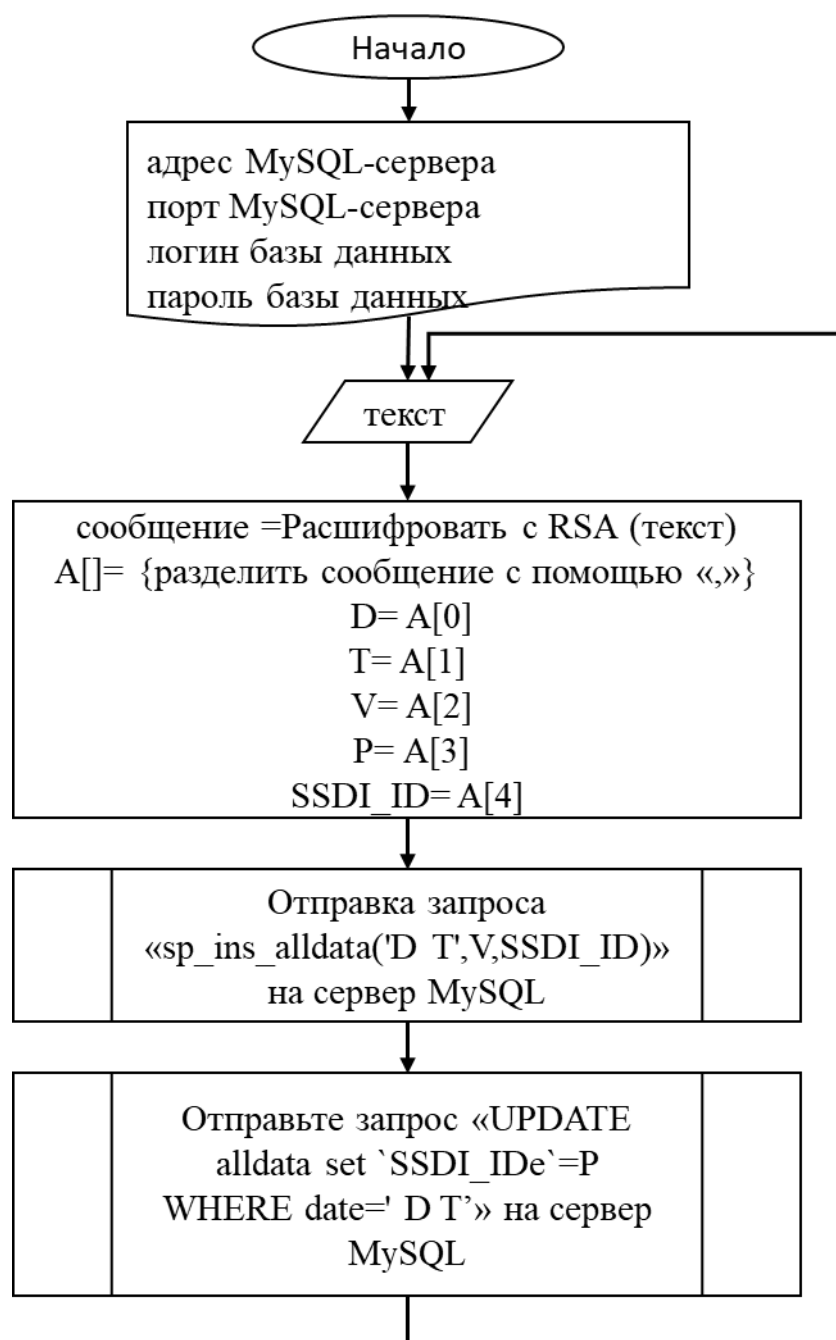 Начало
адрес MySQL-сервера
порт MySQL-сервера
логин базы данных
пароль базы данных
текст
сообщение =Расшифровать с RSA (текст)
A[]= {разделить сообщение с помощью «,»}
D= A[0]
T= A[1]
V= A[2]
P= A[3]
SSDI_ID= A[4]
Отправка запроса
«sp_ins_alldata('D T',V,SSDI_ID)»
на сервер MySQL
Отправьте запрос «UPDATE
alldata set `SSDI_IDe`=P
WHERE date=' D T’» на сервер
MySQL